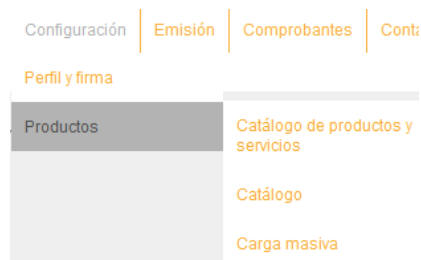 Configuración Emisión Comprobantes
Perfil y firma
Productos Catálogo de productos y
servicios
Catálogo
Carga masiva